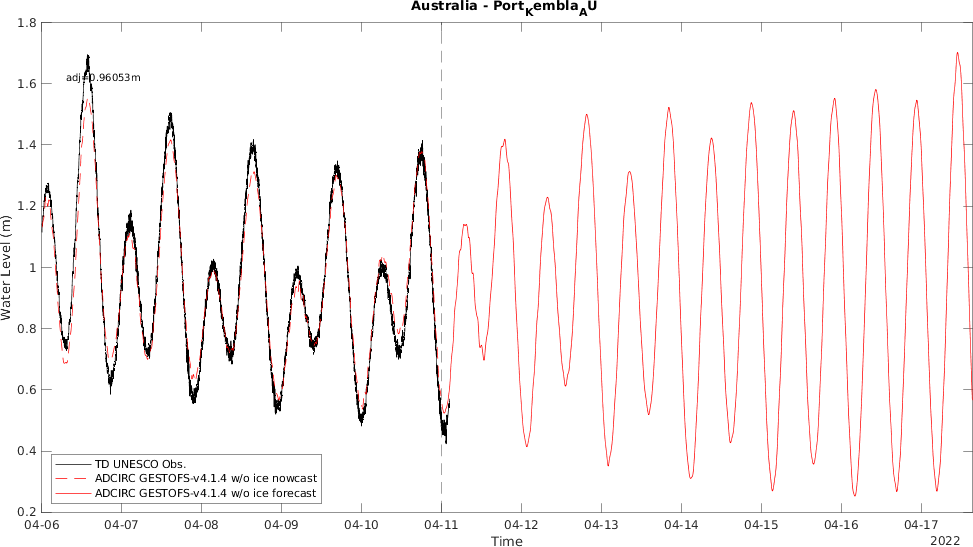 Australia - Port_Kembla_AU
1.8
1.6
1.4
1.2
1
0.8
0.6
0.4
0.2
Water Level (m)
adj=0.96053m
TD UNESCO Obs.
ADCIRC GESTOFS-v4.1.4 w/o ice nowcast
ADCIRC GESTOFS-v4.1.4 w/o ice forecast
04-06 04-07 04-08 04-09 04-10 04-11 04-12 04-13 04-14 04-15 04-16 04-17
Time
2022